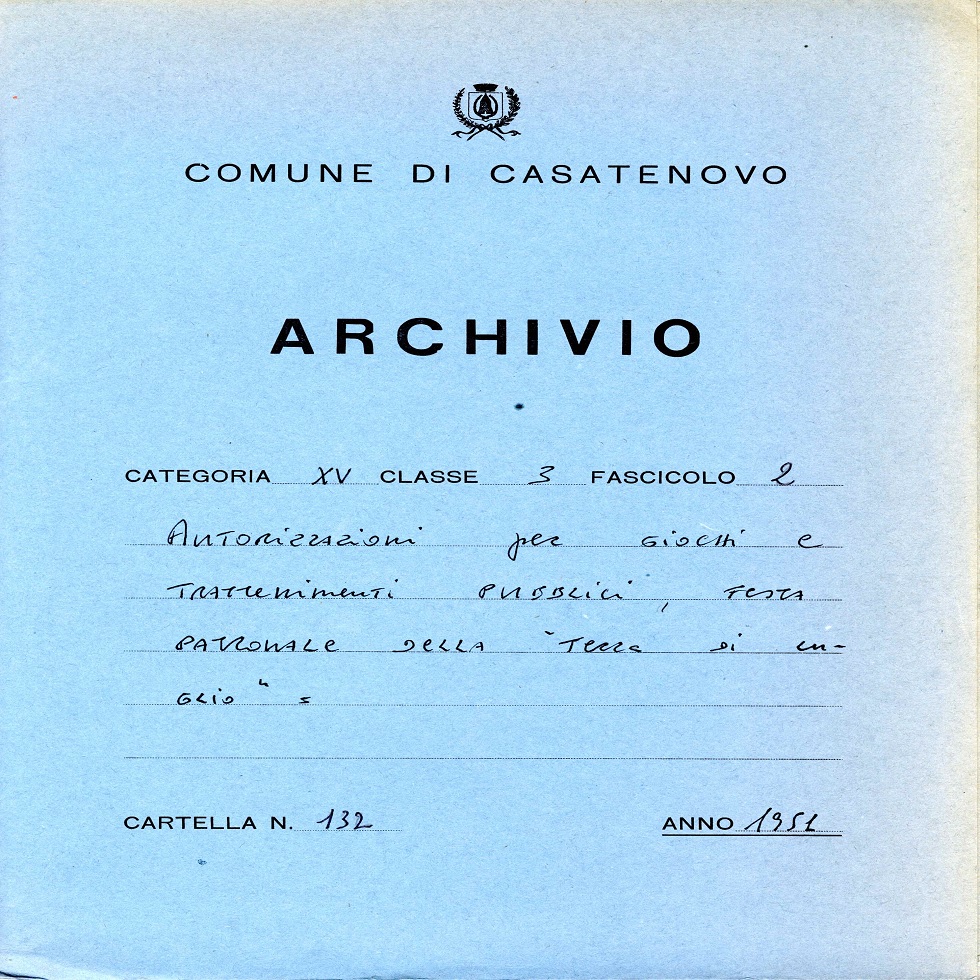 COMUNE DI CASATENOVO
ARCHIVIO
CATEGORIA XV CLASSE 3 FASCICOLO 2
Autorizzazioni per giochi e
trattenimenti pubblici, festa
patronale della "Terza di lu-
glio" =
CARTELLA N. 132 ANNO 1951